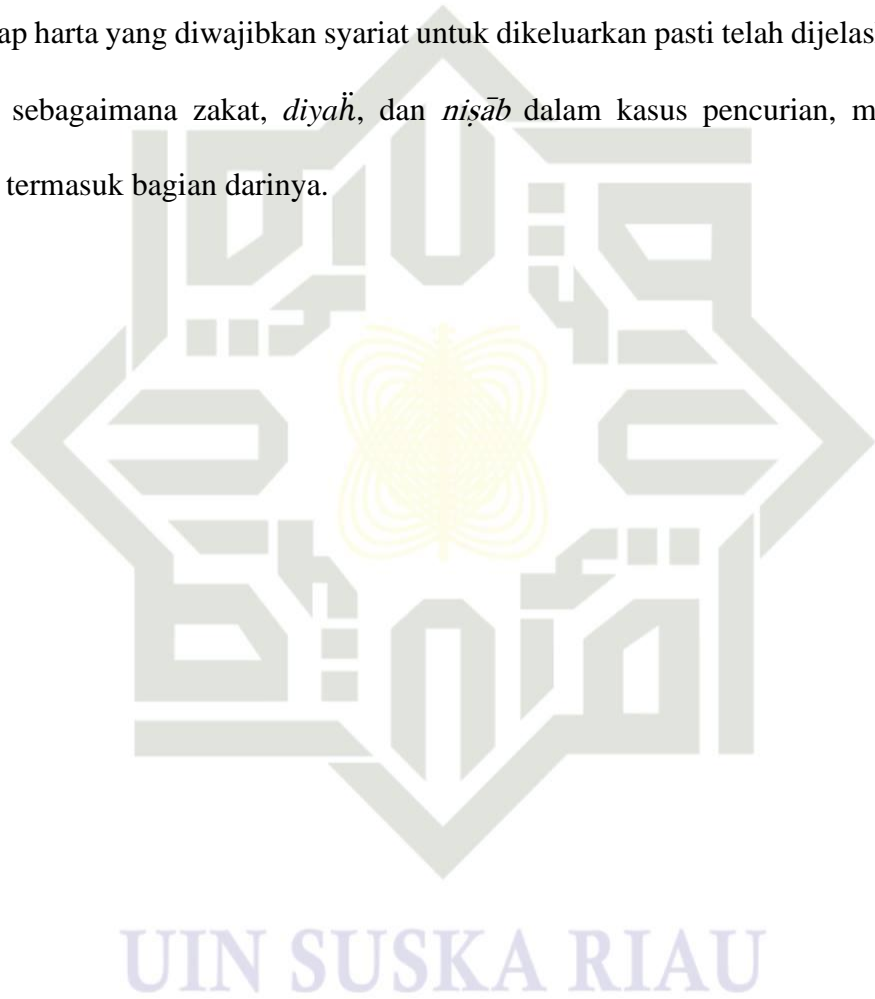 ap harta yang diwajibkan syariat untuk dikeluarkan pasti telah dijelas
sebagaimana zakat, diyaḧ, dan niṣāb dalam kasus pencurian, m
termasuk bagian darinya.
UIN SUSKA RIAU